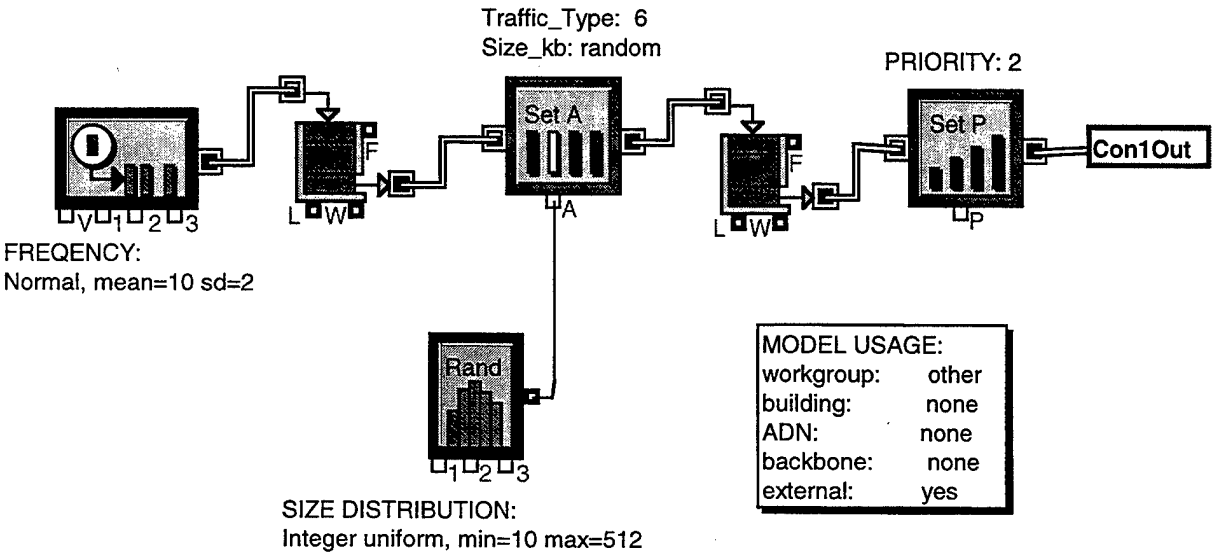 Traffic_Type: 6
Size_kb: random
PRIORITY: 2
Set A
Set P
F
F
Con1Out
L W
A
L W
P
V 1 2 3
FREQENCY:
Normal, mean=10 sd=2
Rand
1 2 3
SIZE DISTRIBUTION:
Integer uniform, min=10 max=512
MODEL USAGE:
workgroup: other
building: none
ADN: none
backbone: none
external: yes